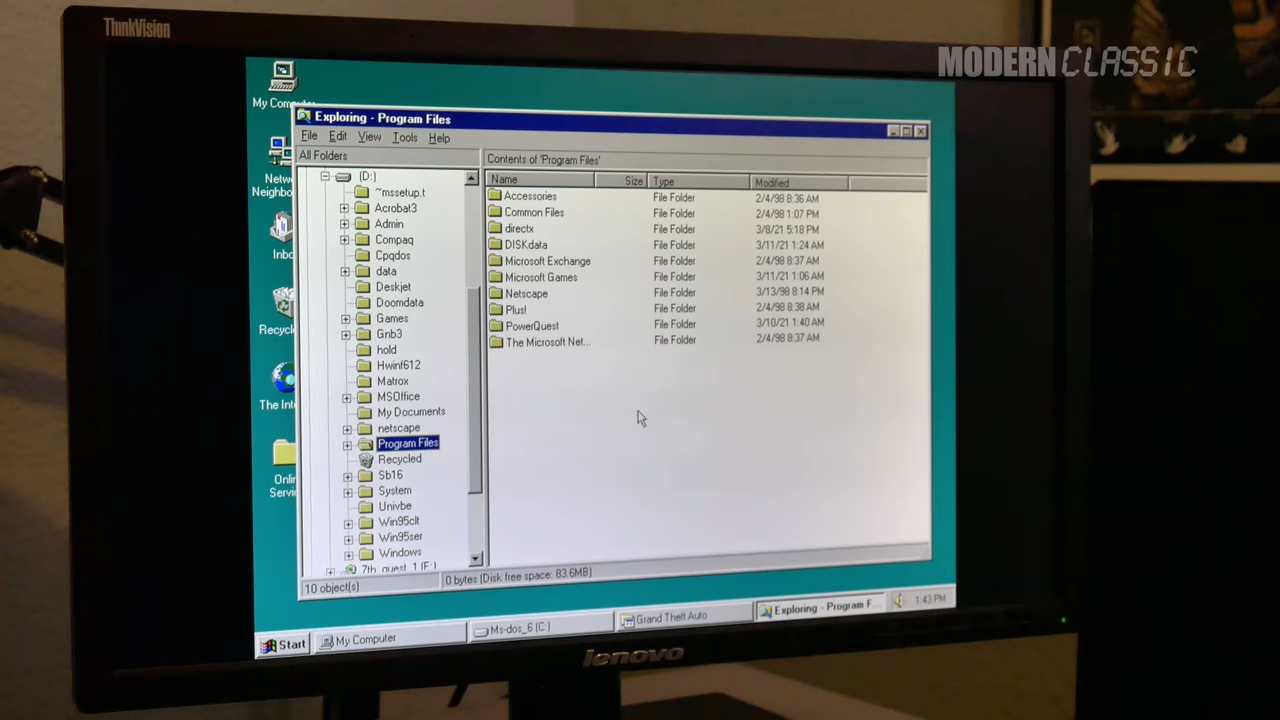 ThinkVision
MODERN CLASSIC
My Compu
Netw
Neighbo
Inbo
Recycl
The Int
Onlin
Servic
Exploring - Program Files
File Edit View Tools Help
All Folders
Contents of 'Program Files'
(D:)
~mssetup.t
Acrobat3
Admin
Compaq
Cpqdos
data
Deskjet
Doomdata
Games
Gnb3
hold
Hwinf612
Matrox
MSOffice
My Documents
netscape
Program Files
Recycled
Sb16
System
Univbe
Win95clt
Win95ser
Windows
7th_guest_1 (E:)
Name Size Type Modified
Accessories File Folder 2/4/98 8:36 AM
Common Files File Folder 2/4/98 1:07 PM
directx File Folder 3/8/21 5:18 PM
DISKdata File Folder 3/11/21 1:24 AM
Microsoft Exchange File Folder 2/4/98 8:37 AM
Microsoft Games File Folder 3/11/21 1:06 AM
Netscape File Folder 3/13/98 8:14 PM
Plus! File Folder 2/4/98 8:38 AM
PowerQuest File Folder 3/10/21 1:40 AM
The Microsoft Net... File Folder 2/4/98 8:37 AM
10 object(s) 0 bytes (Disk free space: 83.6MB)
Start My Computer Ms-dos_6 (C:) Grand Theft Auto Exploring - Program F... 1:43 PM
lenovo